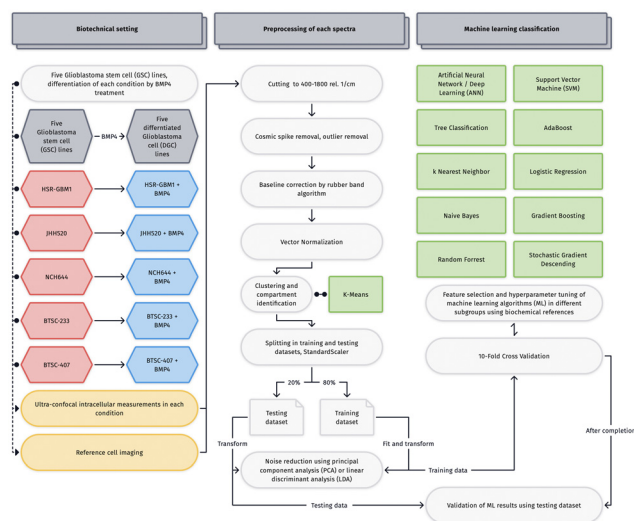 Biotechnical setting
Five Glioblastoma stem cell (GSC) lines,
differentiation of each condition by BMP4
treatment
Five
Glioblastoma
stem cell
(GSC) lines
BMP4
Five
differntiated
Glioblastoma
cell (DGC)
lines
HSR-GBM1
HSR-GBM1 +
BMP4
JHH520
JHH520 + BMP4
NCH644
NCH644 +
BMP4
BTSC-233
BTSC-233 +
BMP4
BTSC-407
BTSC-407 +
BMP4
Ultra-confocal intracellular measurements in each
condition
Reference cell imaging
Preprocessing of each spectra
Cutting to 400-1800 rel. 1/cm
Cosmic spike removal, outlier removal
Baseline correction by rubber band
algorithm
Vector Normalization
Clustering and
compartment
identification
K-Means
Splitting in training and testing
datasets, StandardScaler
20%
80%
Testing
dataset
Training
dataset
Transform
Fit and transform
Noise reduction using principal
component analysis (PCA) or linear
discriminant analysis (LDA)
Training data
Testing data
Machine learning classification
Artificial Neural
Network / Deep
Learning (ANN)
Support Vector
Machine (SVM)
Tree Classification
AdaBoost
k Nearest Neighbor
Logistic Regression
Naive Bayes
Gradient Boosting
Random Forrest
Stochastic Gradient
Descending
Feature selection and hyperparameter tuning of
machine learning algorithms (ML) in different
subgroups using biochemical references
10-Fold Cross Validation
After completion
Validation of ML results using testing dataset